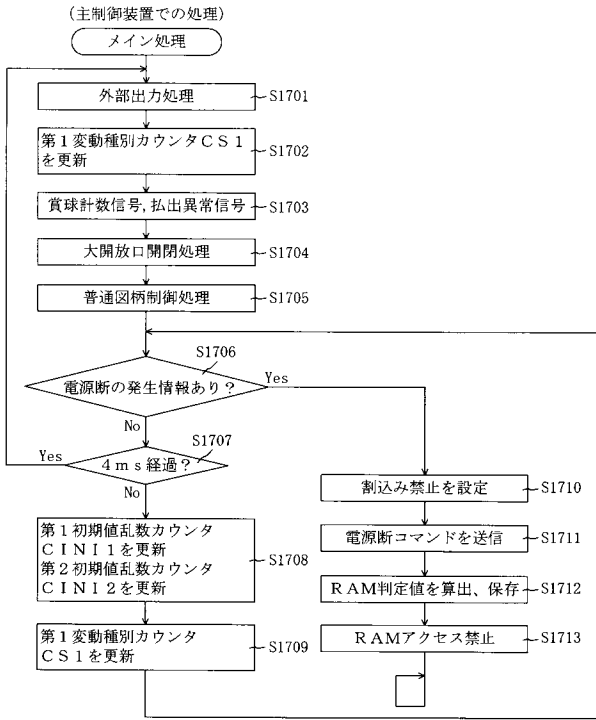 (主制御装置での処理)
メイン処理
外部出力処理
S1701
第1変動種別カウンタCS1
を更新
S1702
賞球計数信号,払出異常信号
S1703
大開放口開閉処理
S1704
普通図柄制御処理
S1705
S1706
電源断の発生情報あり?
Yes
No
S1707
Yes
4ms経過?
No
割込み禁止を設定
S1710
第1初期値乱数カウンタ
CINI1を更新
第2初期値乱数カウンタ
CINI2を更新
S1708
電源断コマンドを送信
S1711
RAM判定値を算出、保存
S1712
第1変動種別カウンタ
CS1を更新
S1709
RAMアクセス禁止
S1713